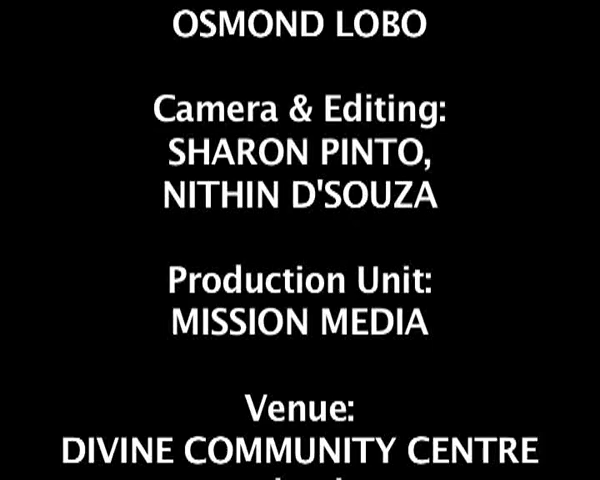 OSMOND LOBO
Camera & Editing:
SHARON PINTO,
NITHIN D'SOUZA
Production Unit:
MISSION MEDIA
Venue:
DIVINE COMMUNITY CENTRE